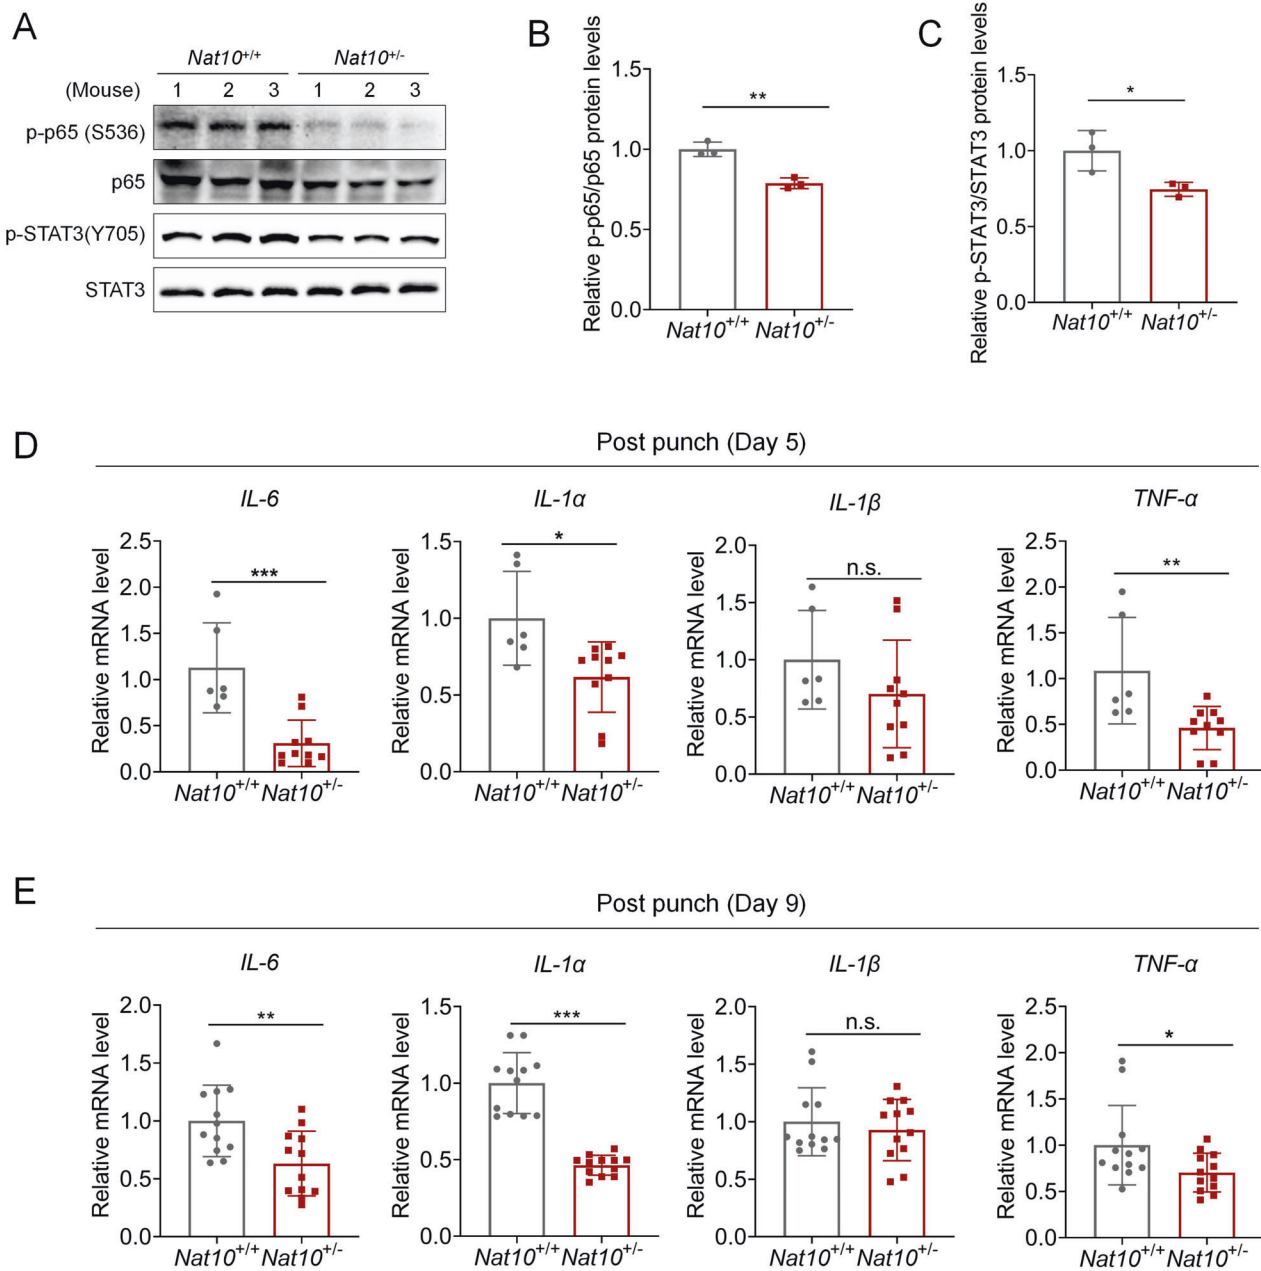 A
Nat10+/+ Nat10+/-
(Mouse) 1 2 3 1 2 3
p-p65 (S536)
p65
p-STAT3(Y705)
STAT3
B
Relative p-p65/p65 protein levels
1.5
1.0
0.5
0.0
**
Nat10+/+ Nat10+/-
C
Relative p-STAT3/STAT3 protein levels
1.5
1.0
0.5
0.0
*
Nat10+/+ Nat10+/-
D
Post punch (Day 5)
IL-6
Relative mRNA level
2.5
2.0
1.5
1.0
0.5
0.0
***
Nat10+/+ Nat10+/-
IL-1α
Relative mRNA level
1.5
1.0
0.5
0.0
*
Nat10+/+ Nat10+/-
IL-1β
Relative mRNA level
2.0
1.5
1.0
0.5
0.0
n.s.
Nat10+/+ Nat10+/-
TNF-α
Relative mRNA level
2.5
2.0
1.5
1.0
0.5
0.0
**
Nat10+/+ Nat10+/-
E
Post punch (Day 9)
IL-6
Relative mRNA level
2.0
1.5
1.0
0.5
0.0
**
Nat10+/+ Nat10+/-
IL-1α
Relative mRNA level
1.5
1.0
0.5
0.0
***
Nat10+/+ Nat10+/-
IL-1β
Relative mRNA level
2.0
1.5
1.0
0.5
0.0
n.s.
Nat10+/+ Nat10+/-
TNF-α
Relative mRNA level
2.5
2.0
1.5
1.0
0.5
0.0
*
Nat10+/+ Nat10+/-